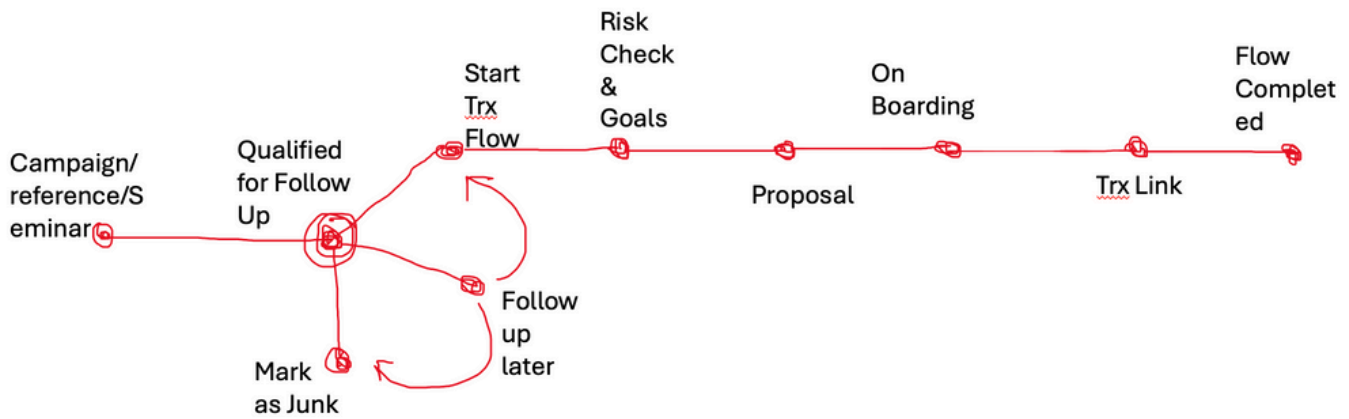 Campaign/
reference/S
eminar
Qualified
for Follow
Up
Mark
as Junk
Follow
up
later
Start
Trx
Flow
Risk
Check
&
Goals
Proposal
On
Boarding
Trx Link
Flow
Complet
ed